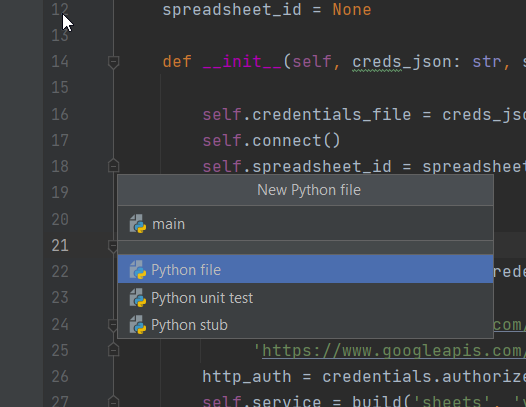 12 spreadsheet_id = None
13
14 def __init__(self, creds_json: str, s
15
16 self.credentials_file = creds_jso
17 self.connect()
18 self.spreadsheet_id = spreadsheet
19
New Python file
20 main
21
Python file
22 rede
23 Python unit test
24 Python stub .com/
25 'https://www.googleapis.com/
26 http_auth = credentials.authorize
27 self.service = build('sheets', 'v